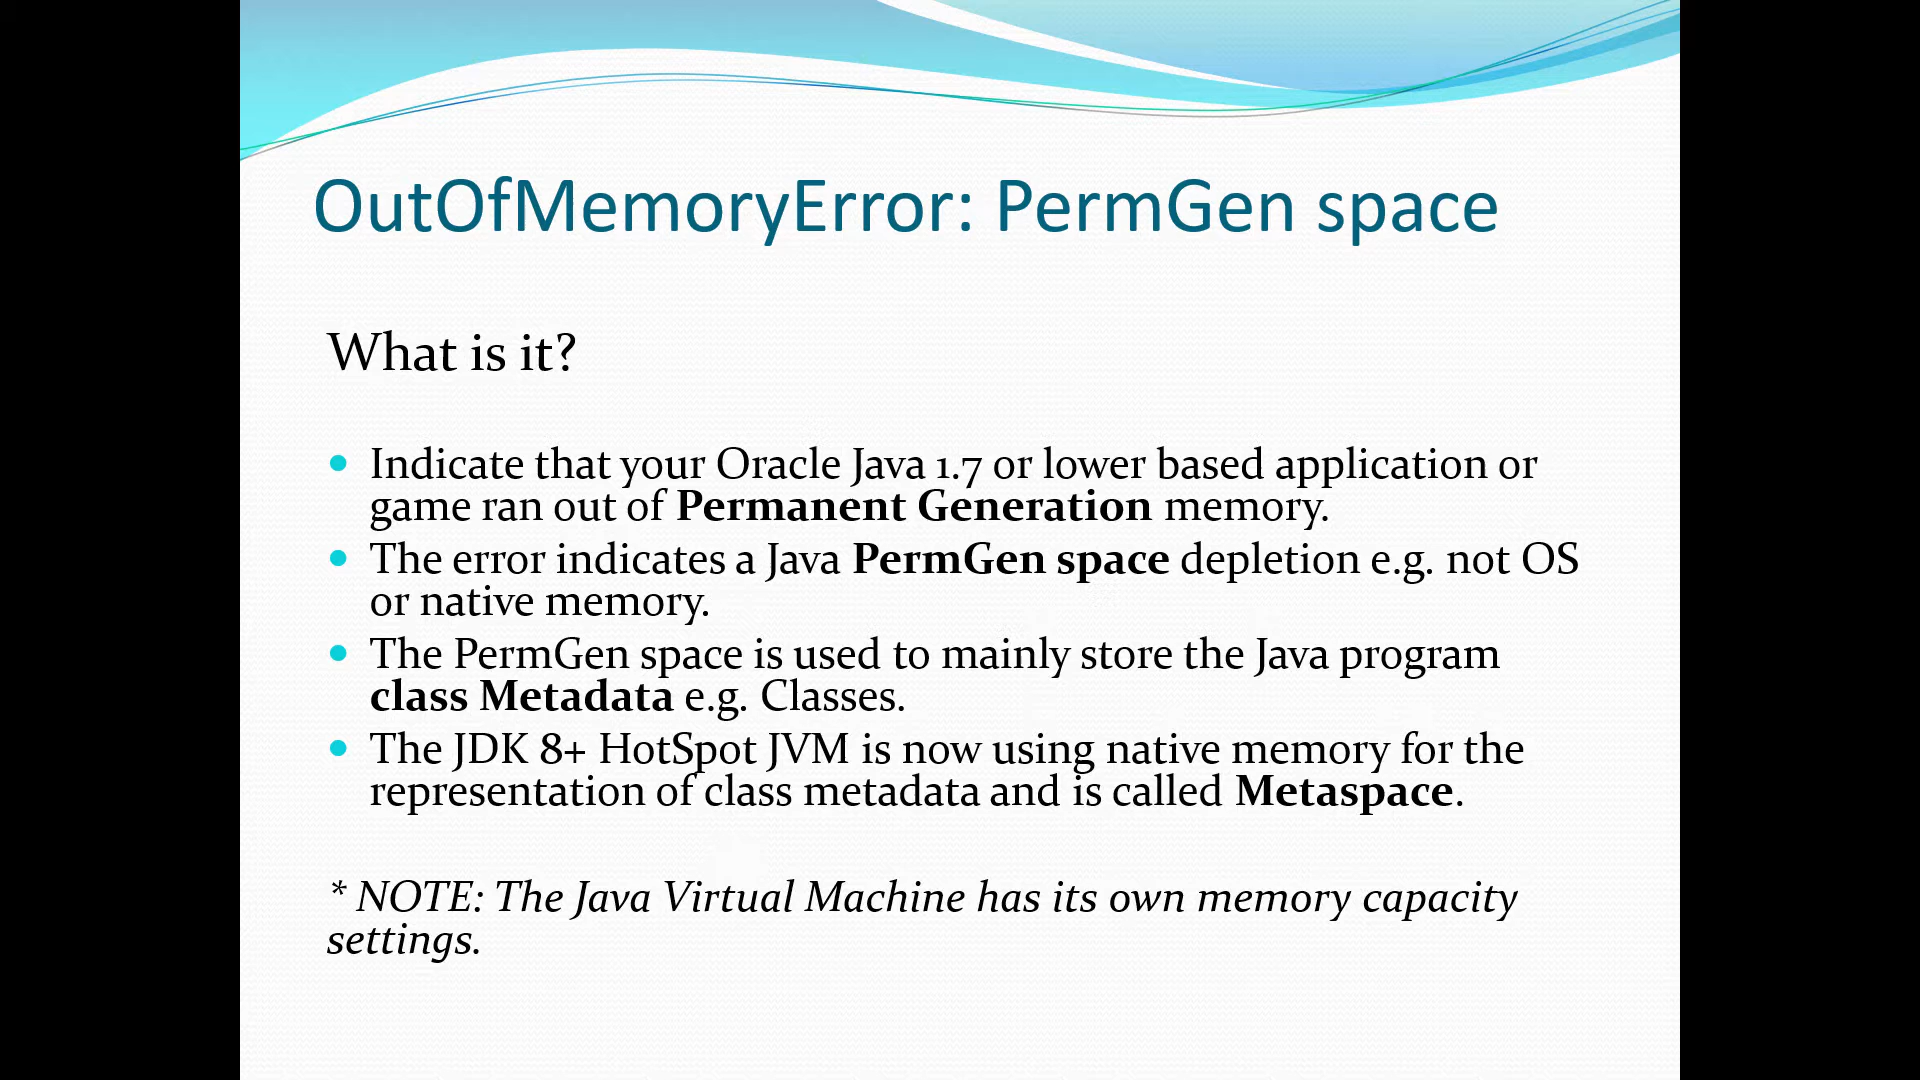 OutOfMemoryError: PermGen space
What is it?
• Indicate that your Oracle Java 1.7 or lower based application or
game ran out of Permanent Generation memory.
• The error indicates a Java PermGen space depletion e.g. not OS
or native memory.
• The PermGen space is used to mainly store the Java program
class Metadata e.g. Classes.
• The JDK 8+ HotSpot JVM is now using native memory for the
representation of class metadata and is called Metaspace.
* NOTE: The Java Virtual Machine has its own memory capacity
settings.